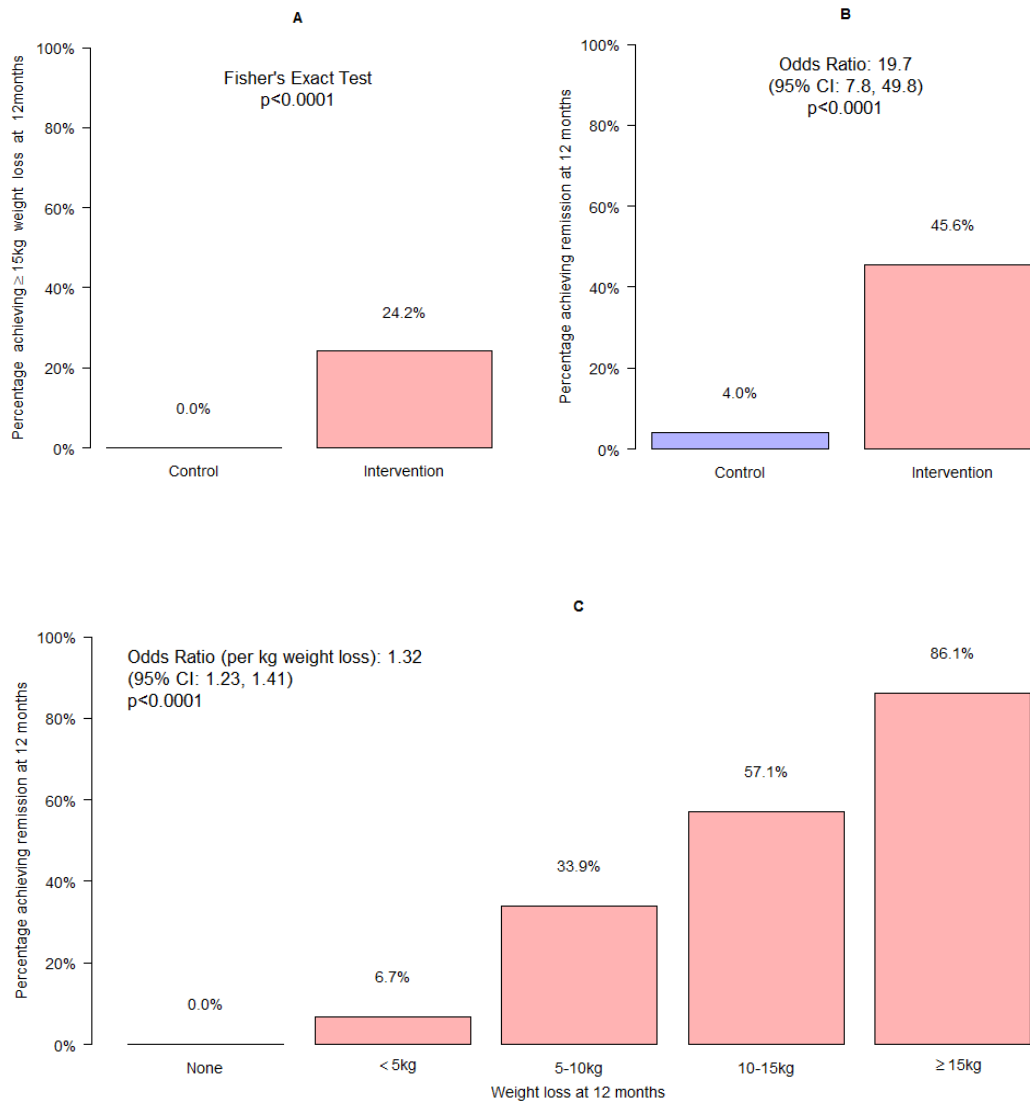 A
Percentage achieving ≥ 15kg weight loss at 12months
100%
80%
60%
40%
20%
0%
Fisher's Exact Test
p<0.0001
0.0%
24.2%
Control
Intervention
B
Percentage achieving remission at 12 months
100%
80%
60%
40%
20%
0%
Odds Ratio: 19.7
(95% CI: 7.8, 49.8)
p<0.0001
4.0%
45.6%
Control
Intervention
C
Percentage achieving remission at 12 months
100%
80%
60%
40%
20%
0%
Odds Ratio (per kg weight loss): 1.32
(95% CI: 1.23, 1.41)
p<0.0001
0.0%
6.7%
33.9%
57.1%
86.1%
None
< 5kg
5-10kg
10-15kg
≥ 15kg
Weight loss at 12 months